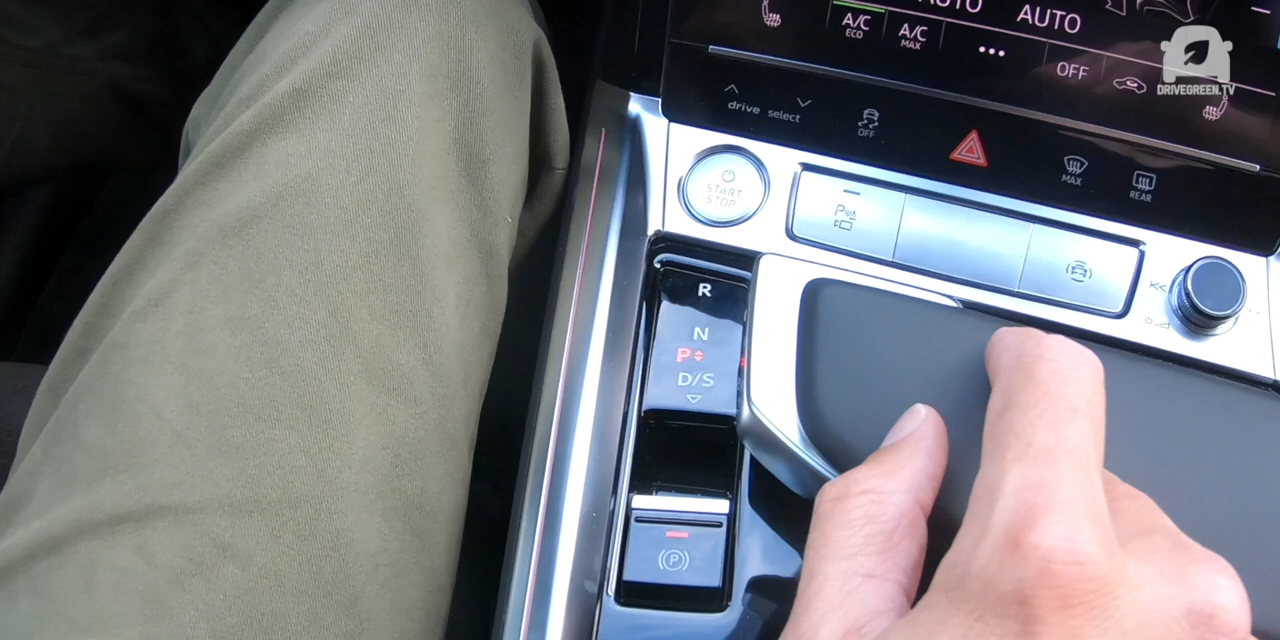 AUTO
AUTO
A/C
ECO
A/C
MAX
OFF
DRIVEGREEN.TV
drive select
OFF
MAX
REAR
START
STOP
P
R
N
P
D/S
P